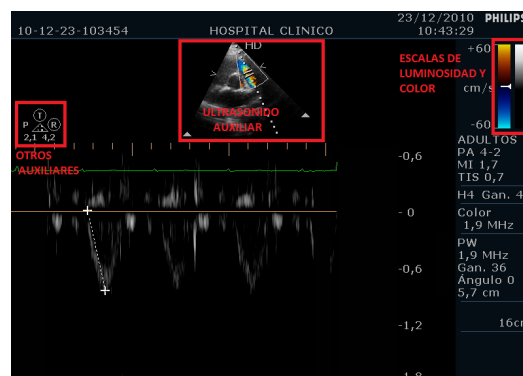 23/12/2010 PHILIPS
10-12-23-103454 HOSPITAL CLINICO 10:43:29
HD
+60
ESCALAS DE
LUMINOSIDAD Y
COLOR
cm/s
-60
ULTRASONIDO
AUXILIAR
T
P R
2,1 4,2
OTROS
AUXILIARES
ADULTOS
PA 4-2
MI 1,7
TIS 0,7
H4 Gan. 4
Color
1,9 MHz
PW
1,9 MHz
Gan. 36
Ángulo 0
5,7 cm
16cm
-0,6
- 0
-0,6
-1,2